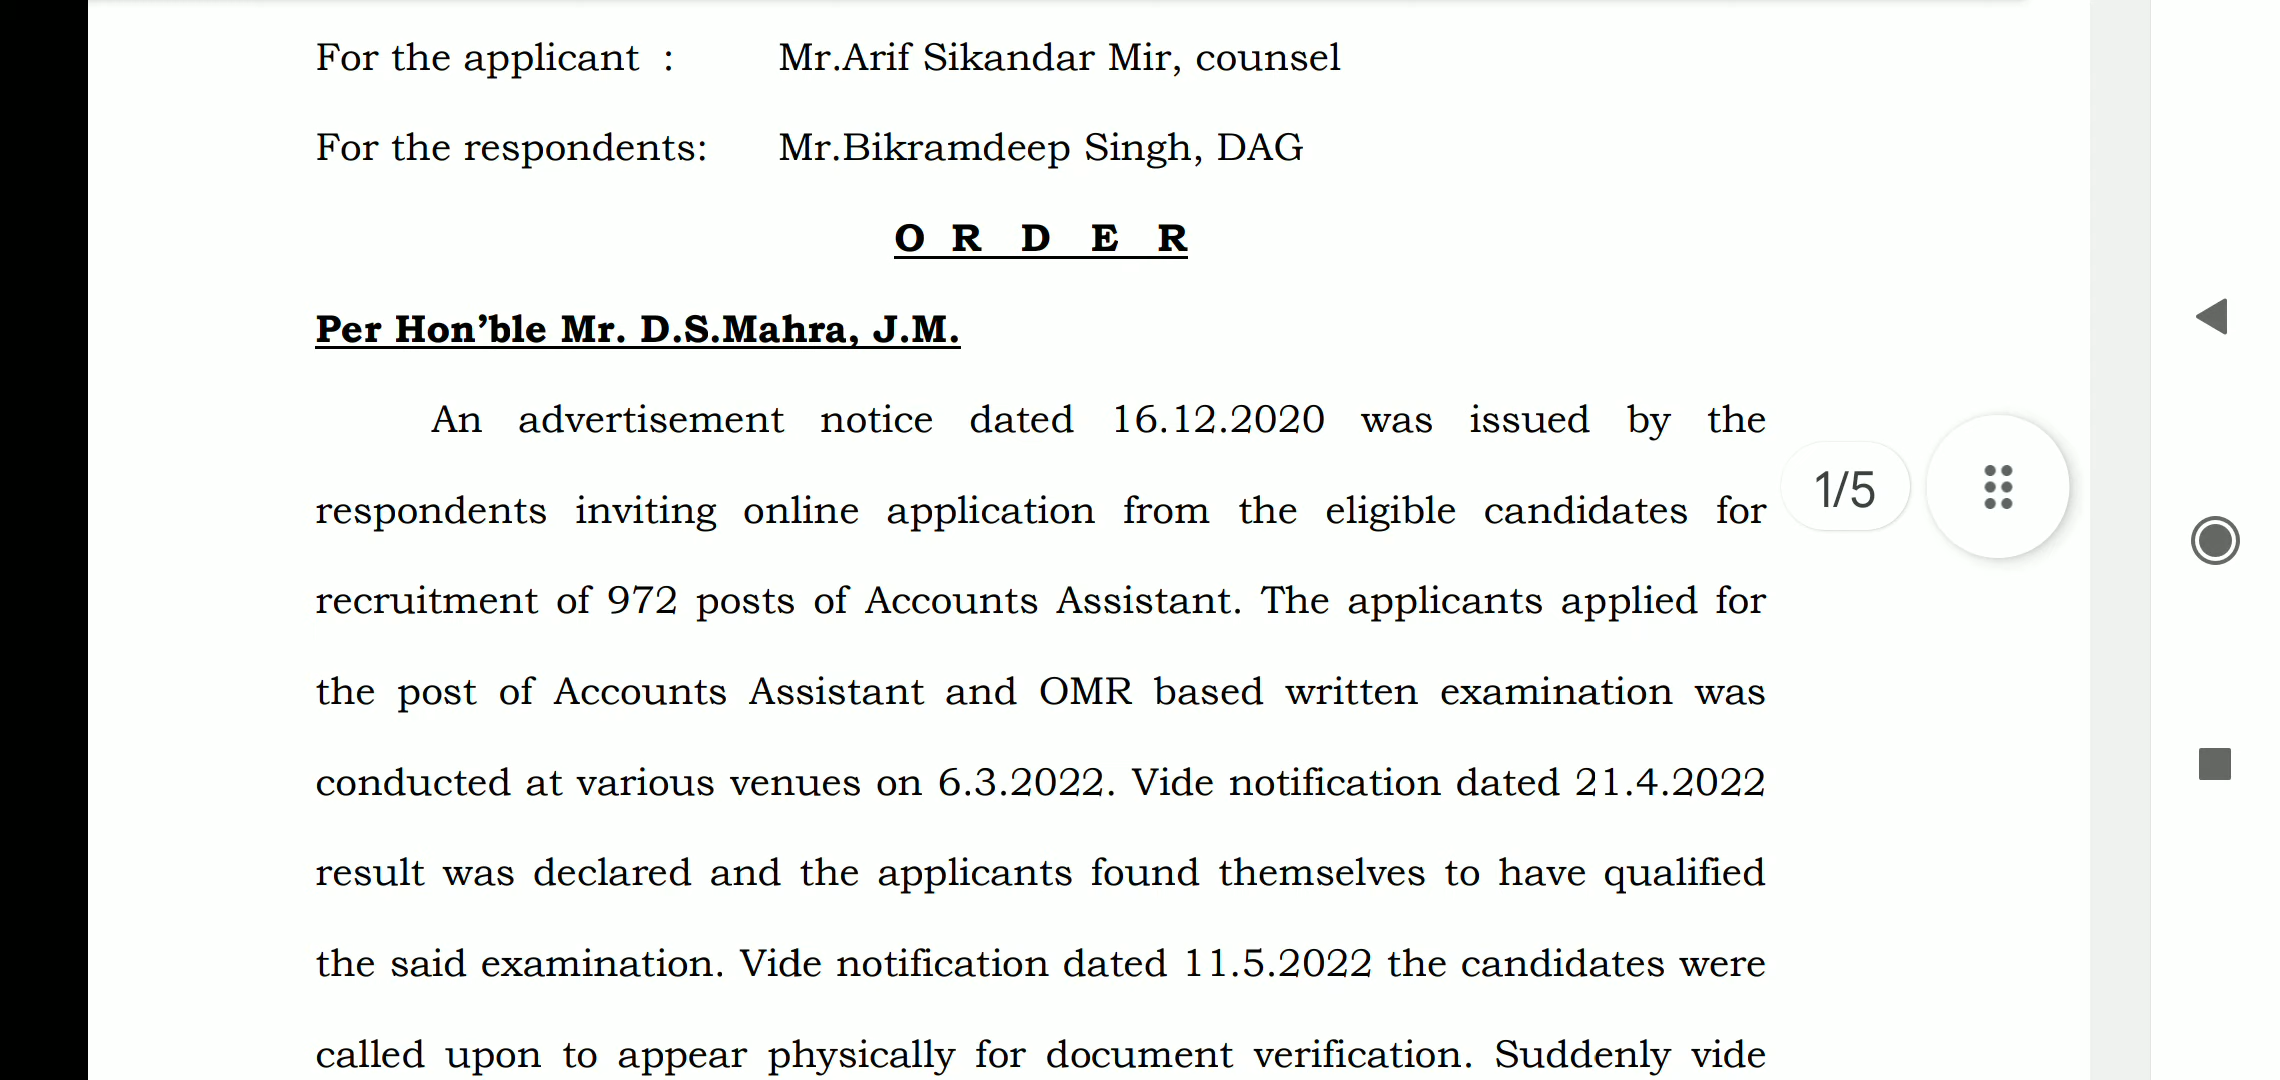 For the applicant : Mr.Arif Sikandar Mir, counsel
For the respondents: Mr.Bikramdeep Singh, DAG
O R D E R
Per Hon’ble Mr. D.S.Mahra, J.M.
An advertisement notice dated 16.12.2020 was issued by the
respondents inviting online application from the eligible candidates for
1/5
recruitment of 972 posts of Accounts Assistant. The applicants applied for
the post of Accounts Assistant and OMR based written examination was
conducted at various venues on 6.3.2022. Vide notification dated 21.4.2022
result was declared and the applicants found themselves to have qualified
the said examination. Vide notification dated 11.5.2022 the candidates were
called upon to appear physically for document verification. Suddenly vide